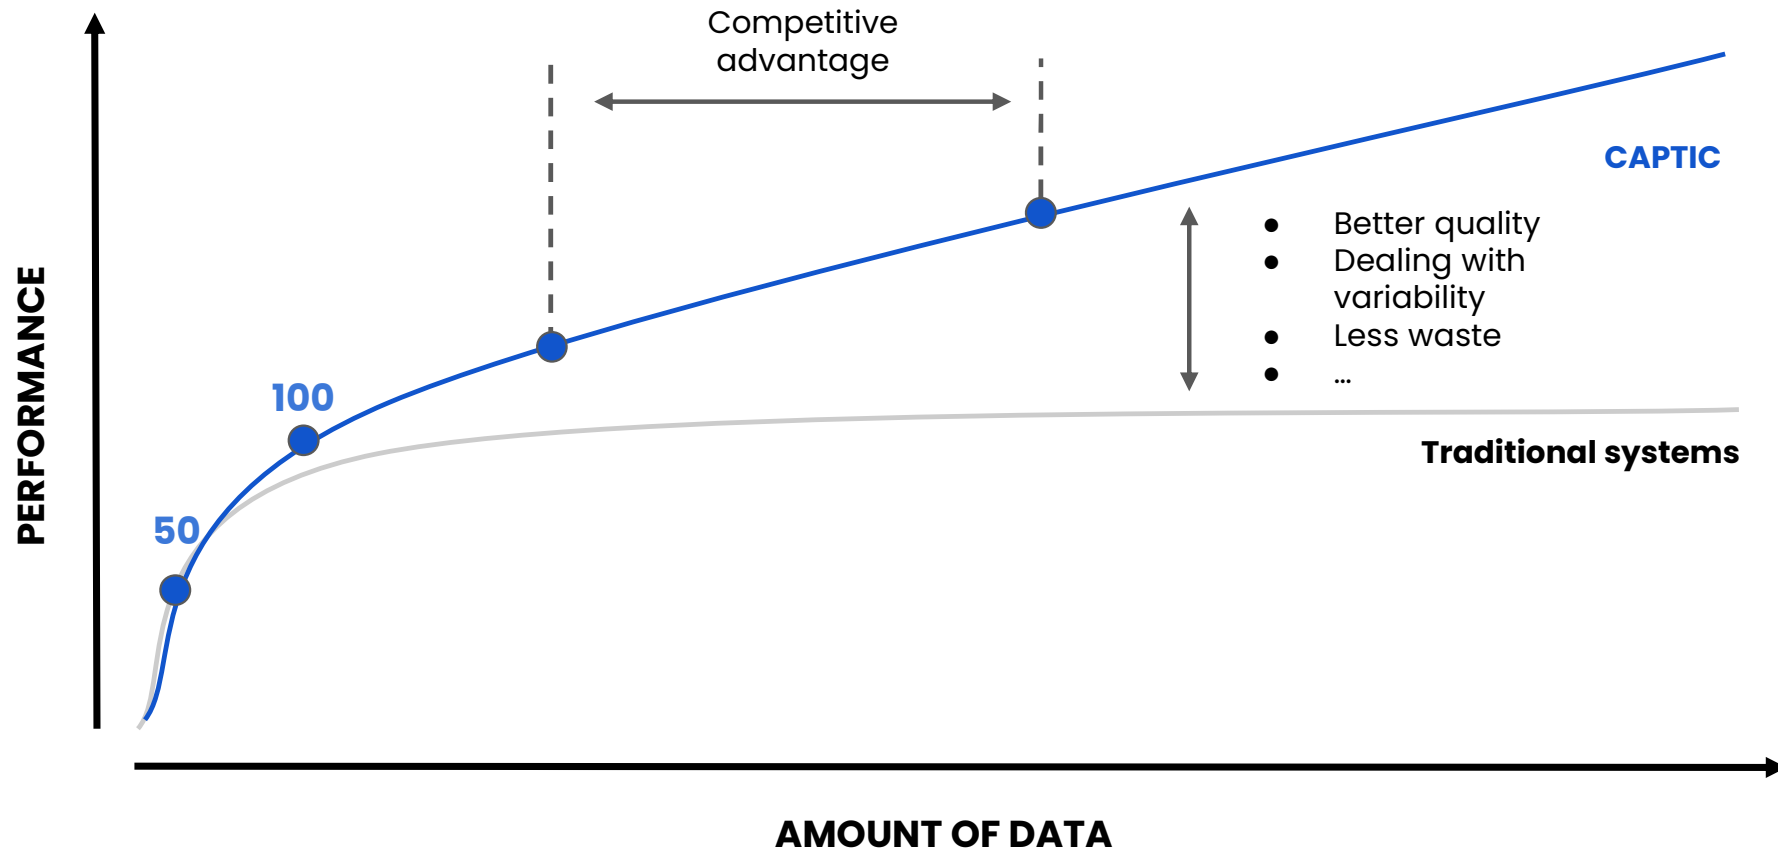 Competitive
advantage
CAPTIC
● Better quality
● Dealing with
variability
● Less waste
● ...
100
50
Traditional systems
PERFORMANCE
AMOUNT OF DATA